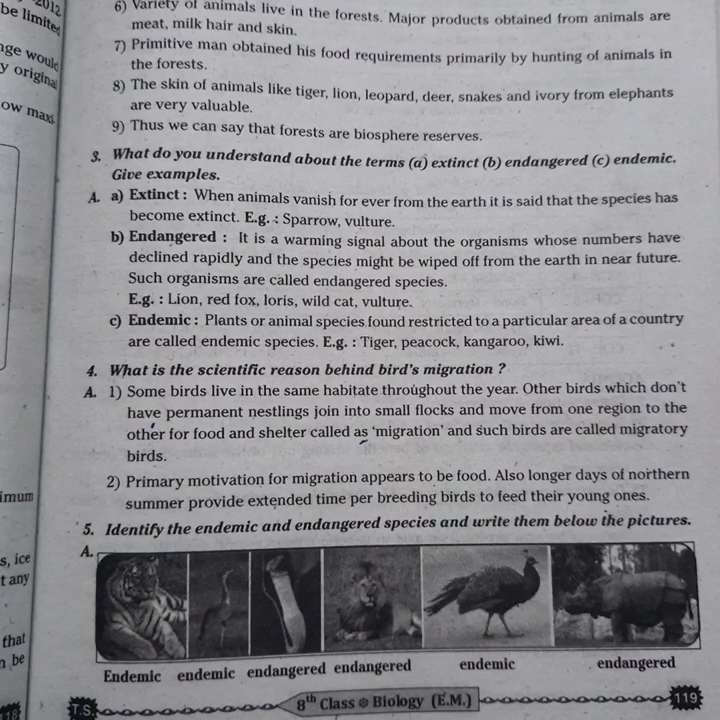 2012
be limited
nge would
y original
ow maxi-
imum
s, ice
t any
that
n be
118
6) Variety of animals live in the forests. Major products obtained from animals are
meat, milk hair and skin.
7) Primitive man obtained his food requirements primarily by hunting of animals in
the forests.
8) The skin of animals like tiger, lion, leopard, deer, snakes and ivory from elephants
are very valuable.
9) Thus we can say that forests are biosphere reserves.
3. What do you understand about the terms (a) extinct (b) endangered (c) endemic.
Give examples.
A. a) Extinct : When animals vanish for ever from the earth it is said that the species has
become extinct. E.g. : Sparrow, vulture.
b) Endangered : It is a warming signal about the organisms whose numbers have
declined rapidly and the species might be wiped off from the earth in near future.
Such organisms are called endangered species.
E.g. : Lion, red fox, loris, wild cat, vulture.
c) Endemic : Plants or animal species found restricted to a particular area of a country
are called endemic species. E.g. : Tiger, peacock, kangaroo, kiwi.
4. What is the scientific reason behind bird's migration ?
A. 1) Some birds live in the same habitate throughout the year. Other birds which don't
have permanent nestlings join into small flocks and move from one region to the
other for food and shelter called as 'migration' and such birds are called migratory
birds.
2) Primary motivation for migration appears to be food. Also longer days of northern
summer provide extended time per breeding birds to feed their young ones.
5. Identify the endemic and endangered species and write them below the pictures.
A.
Endemic endemic endangered endangered endemic endangered
T.S. 8th Class Biology (E.M.) 119